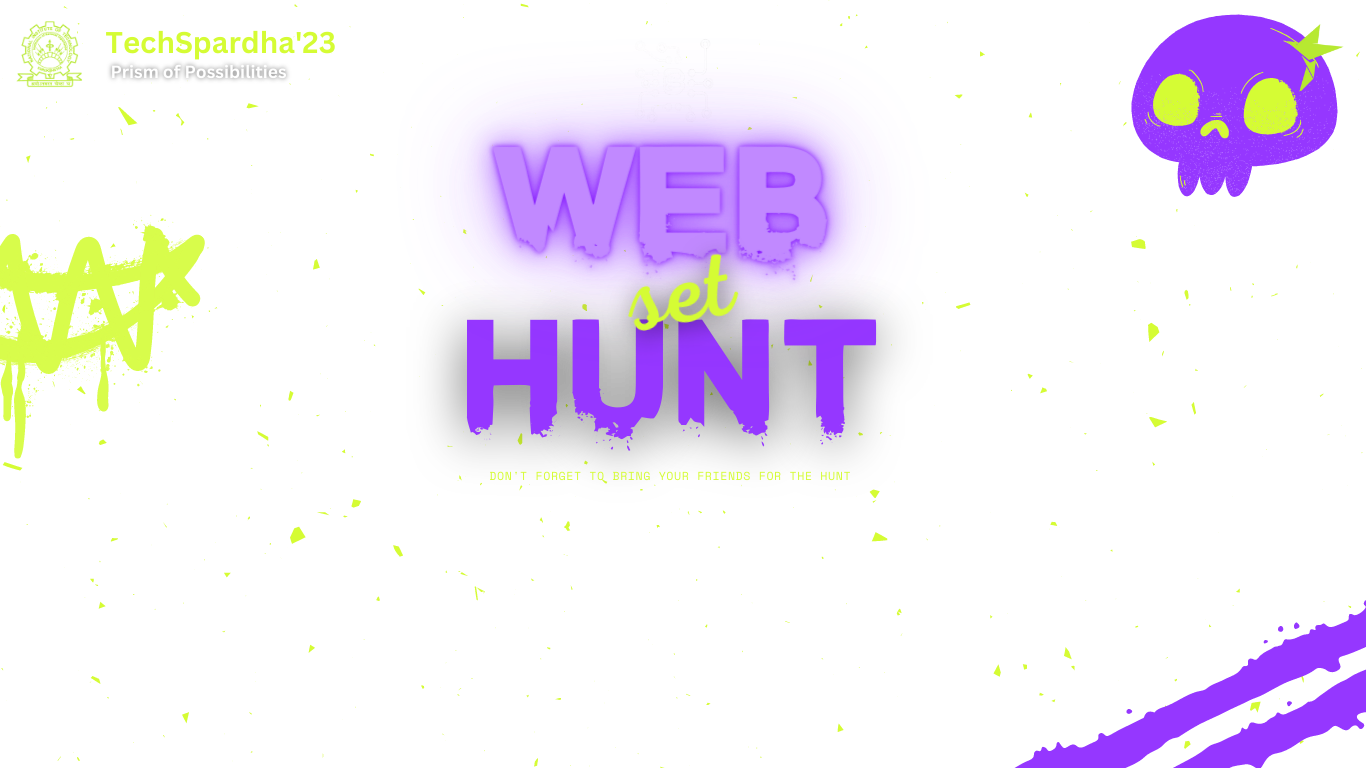 TechSpardha'23
Prism of Possibilities
WEB
set
HUNT
DON'T FORGET TO BRING YOUR FRIENDS FOR THE HUNT